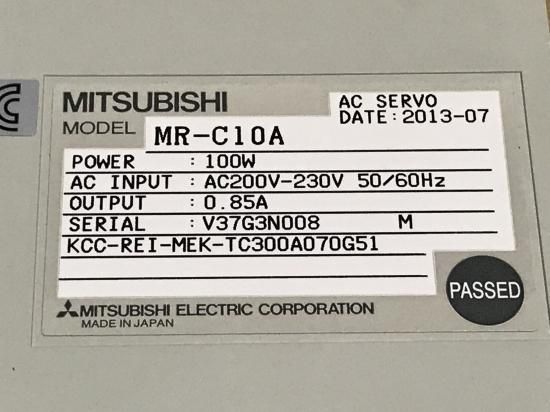 MITSUBISHI
AC SERVO
DATE:2013-07
MODEL MR-C10A
POWER : 100W
AC INPUT : AC200V-230V 50/60Hz
OUTPUT : 0.85A
SERIAL : V37G3N008 M
KCC-REI-MEK-TC300A070G51
MITSUBISHI ELECTRIC CORPORATION
MADE IN JAPAN
PASSED